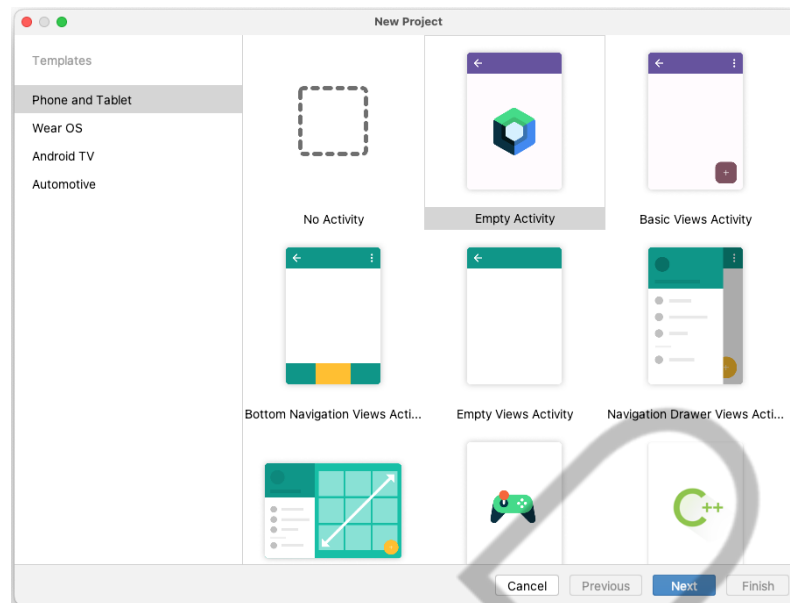 New Project
Templates
Phone and Tablet
Wear OS
Android TV
Automotive
No Activity
Empty Activity
Basic Views Activity
Bottom Navigation Views Acti...
Empty Views Activity
Navigation Drawer Views Acti...
C++
Cancel
Previous
Next
Finish